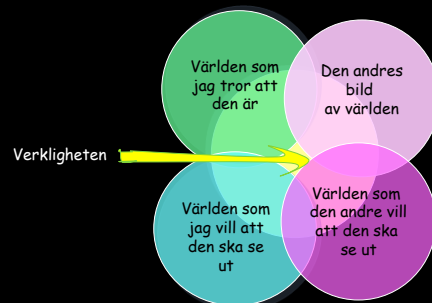 Världen som
jag tror att
den är
Den andres
bild
av världen
Verkligheten
Världen som
jag vill att
den ska se
ut
Världen som
den andre vill
att den ska
se ut